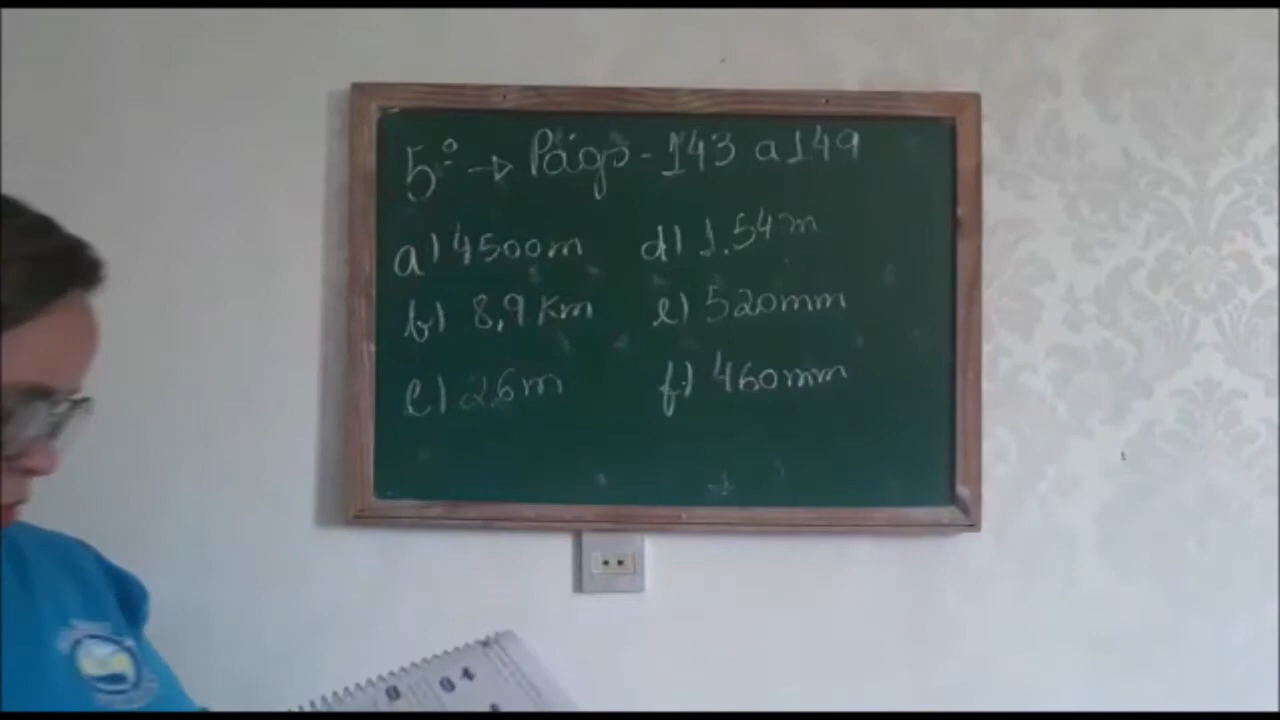 5º → Págs - 143 a 149
a) 4500m d) 1.54m
b) 8,9 Km e) 520mm
c) 26m f) 460mm